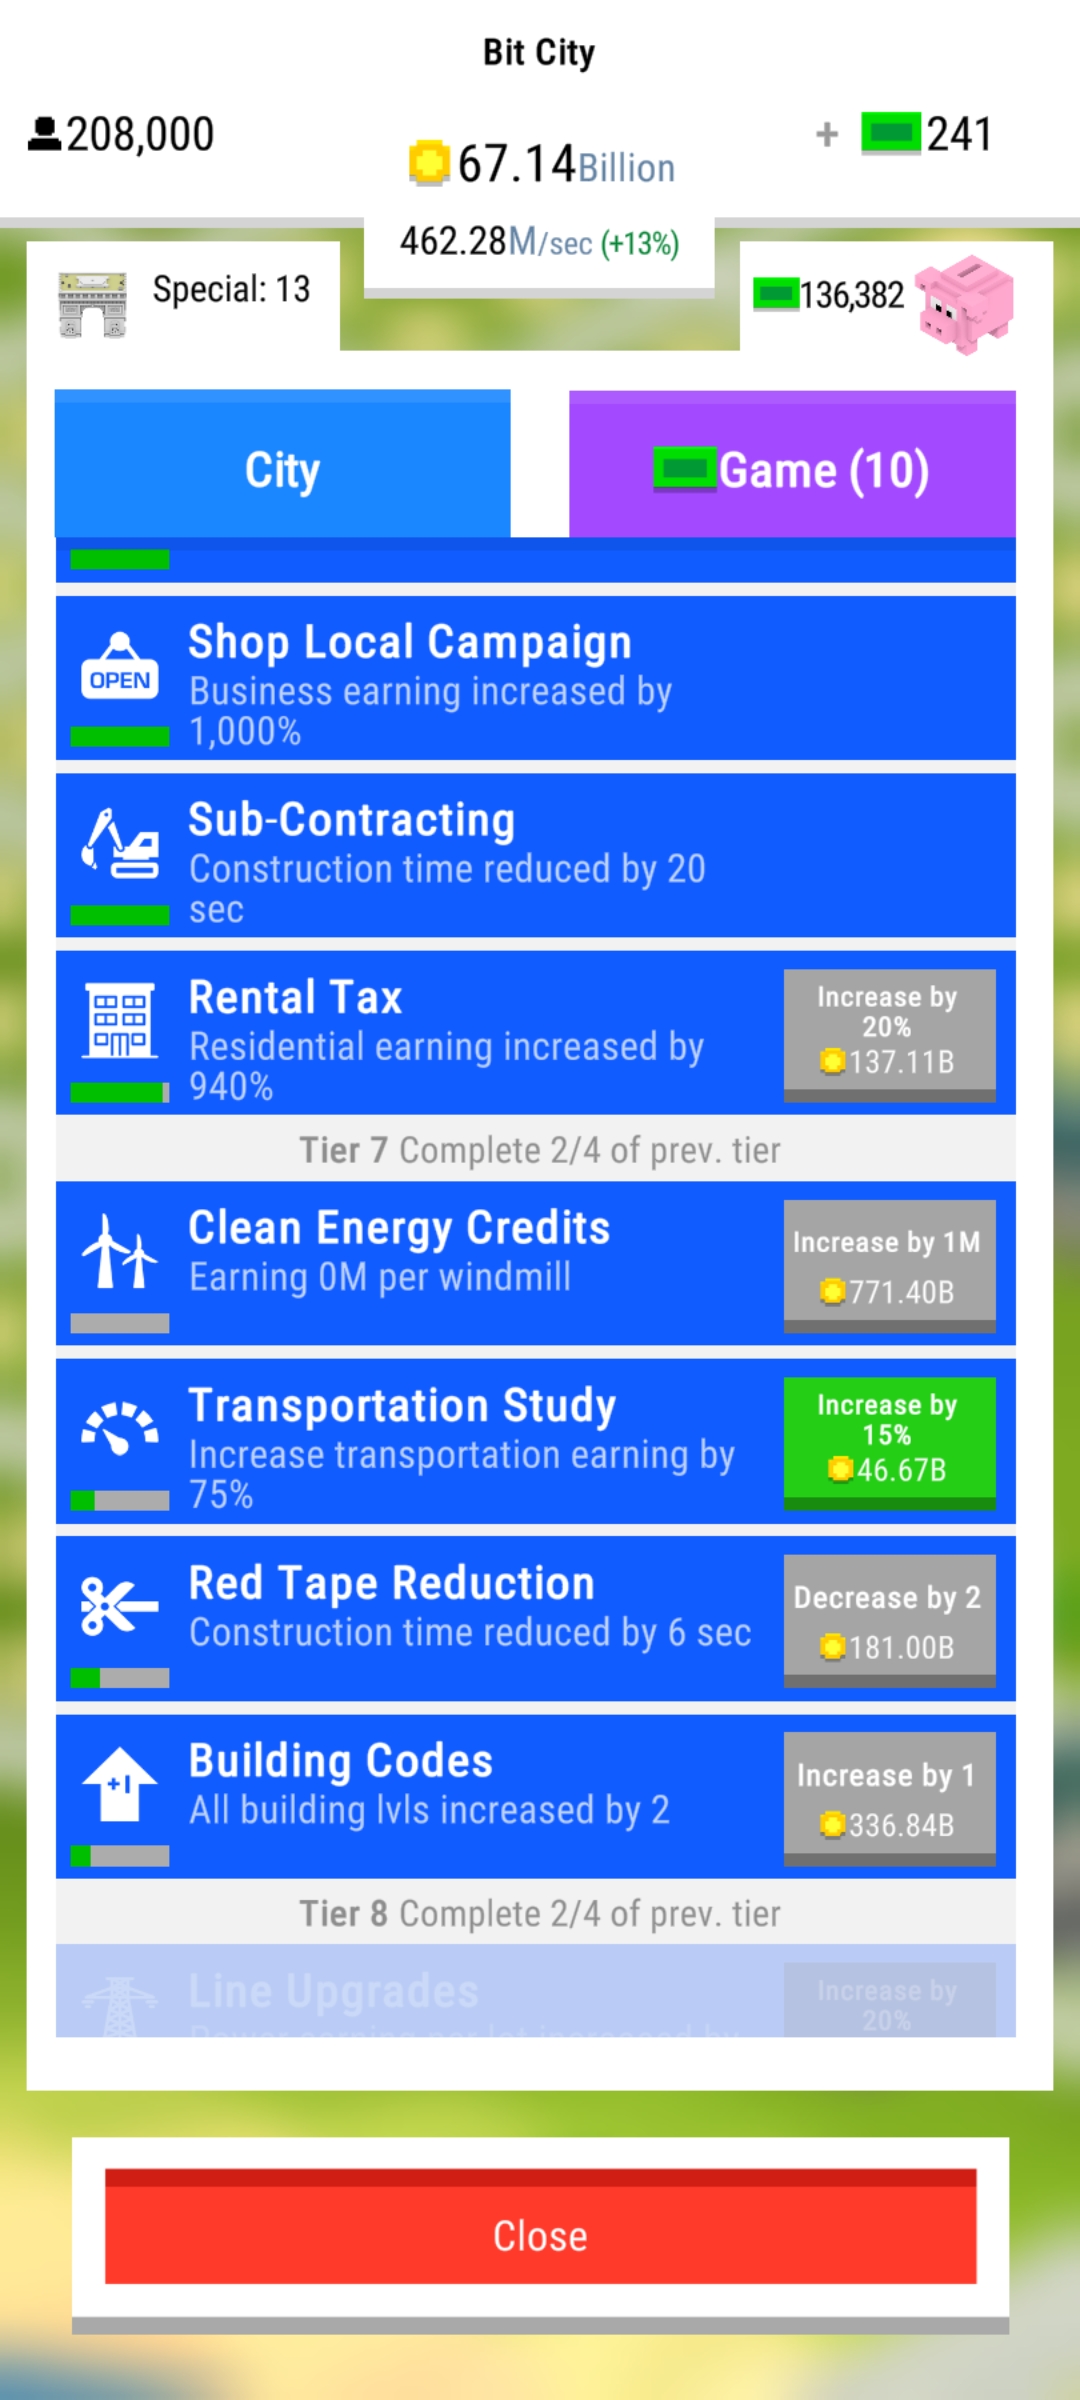 Bit City
208,000
67.14Billion
+ 241
462.28M/sec (+13%)
Special: 13
136,382
City
Game (10)
OPEN
Shop Local Campaign
Business earning increased by
1,000%
Sub-Contracting
Construction time reduced by 20
sec
Rental Tax
Residential earning increased by
940%
Increase by
20%
137.11B
Tier 7 Complete 2/4 of prev. tier
Clean Energy Credits
Earning 0M per windmill
Increase by 1M
771.40B
Transportation Study
Increase transportation earning by
75%
Increase by
15%
46.67B
Red Tape Reduction
Construction time reduced by 6 sec
Decrease by 2
181.00B
+1
Building Codes
All building lvls increased by 2
Increase by 1
336.84B
Tier 8 Complete 2/4 of prev. tier
Line Upgrades
Power earning per lot increased by
Increase by
20%
Close